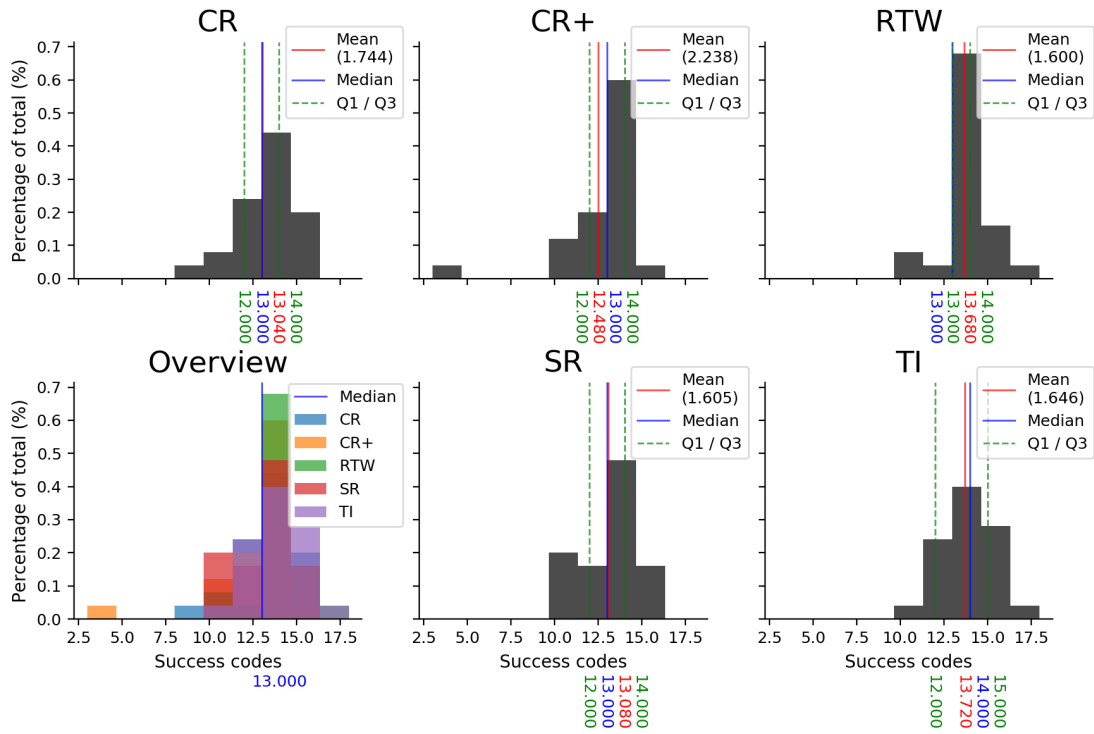 CR
CR+
RTW
Percentage of total (%)
0.7
0.6
0.5
0.4
0.3
0.2
0.1
0.0
Mean
(1.744)
Median
Q1 / Q3
12.000
13.000
13.040
14.000
Mean
(2.238)
Median
Q1 / Q3
12.000
12.480
13.000
14.000
Mean
(1.600)
Median
Q1 / Q3
13.000
13.000
13.680
14.000
Overview
SR
TI
Percentage of total (%)
0.7
0.6
0.5
0.4
0.3
0.2
0.1
0.0
Median
CR
CR+
RTW
SR
TI
2.5 5.0 7.5 10.0 12.5 15.0 17.5
Success codes
13.000
Mean
(1.605)
Median
Q1 / Q3
2.5 5.0 7.5 10.0 12.5 15.0 17.5
Success codes
12.000
13.000
13.080
14.000
Mean
(1.646)
Median
Q1 / Q3
2.5 5.0 7.5 10.0 12.5 15.0 17.5
Success codes
12.000
13.720
14.000
15.000